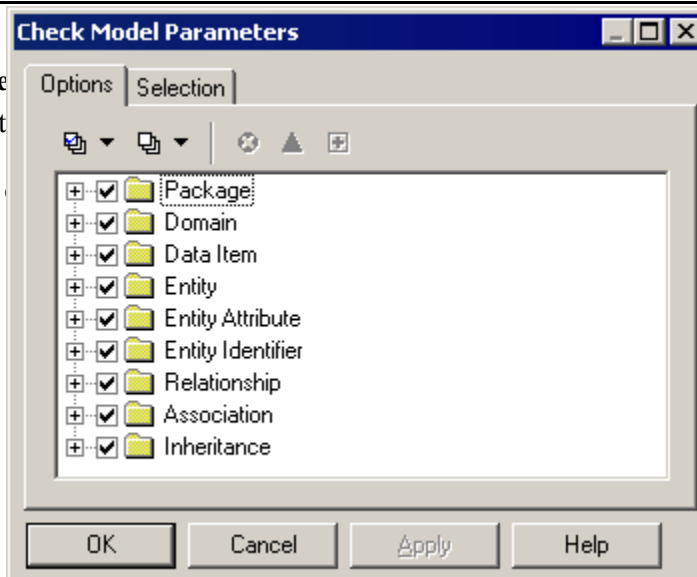 Check Model Parameters
Options Selection
Package
Domain
Data Item
Entity
Entity Attribute
Entity Identifier
Relationship
Association
Inheritance
OK Cancel Apply Help